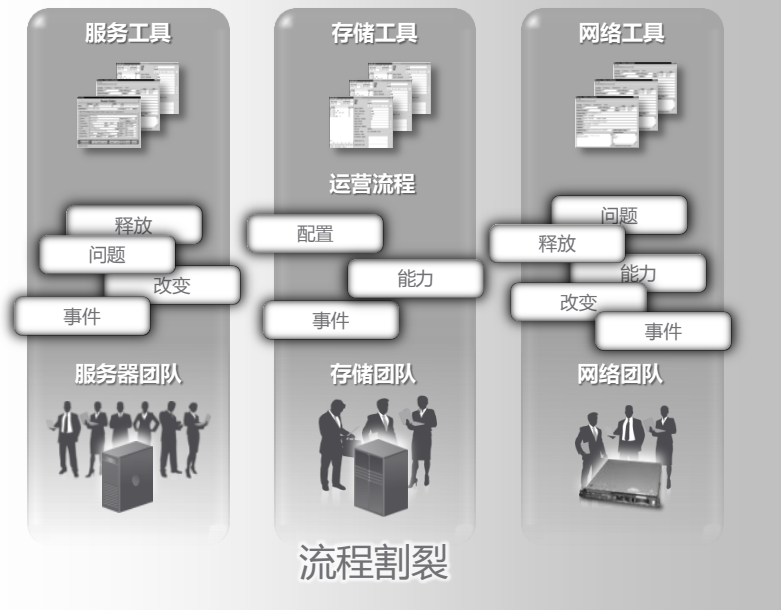 服务工具
存储工具
网络工具
运营流程
释放
问题
改变
事件
配置
能力
事件
问题
释放
能力
改变
事件
服务器团队
存储团队
网络团队
流程割裂